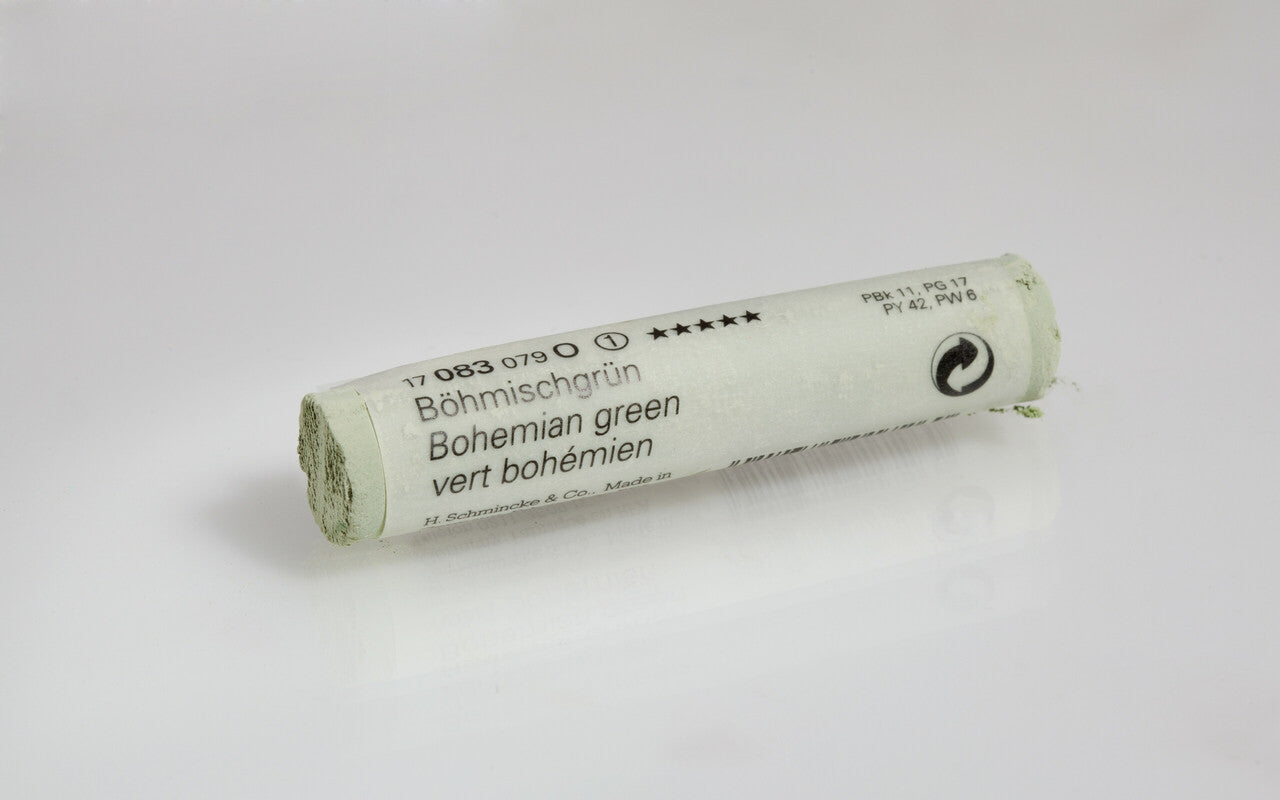 17 083 079 O 1 ★★★★★
Böhmischgrün
Bohemian green
vert bohémien
H. Schmincke & Co., Made in
PBk 11, PG 17
PY 42, PW 6